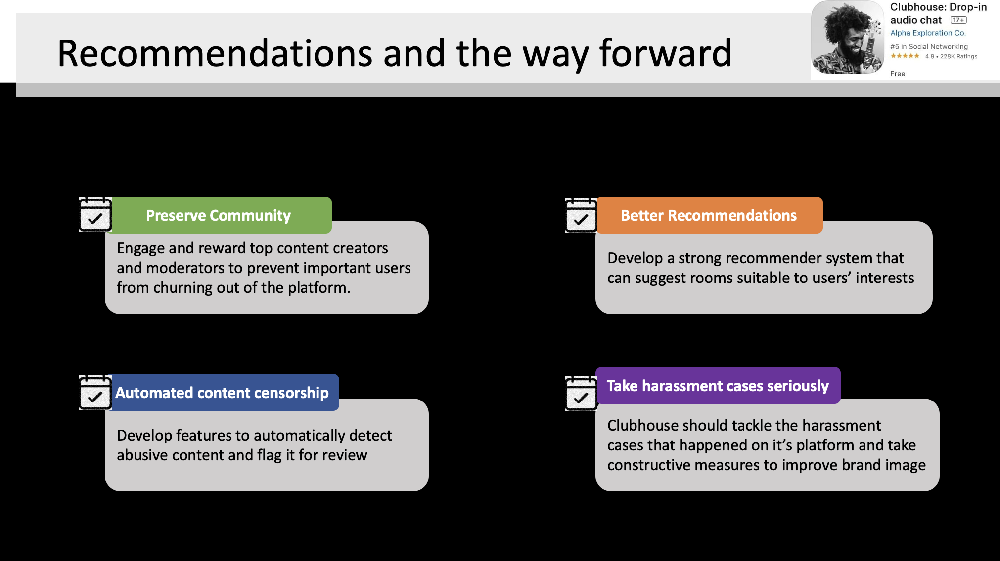 Recommendations and the way forward
Clubhouse: Drop-in
audio chat 17+
Alpha Exploration Co.
#5 in Social Networking
★★★★★ 4.9 • 228K Ratings
Free
Preserve Community
Engage and reward top content creators
and moderators to prevent important users
from churning out of the platform.
Better Recommendations
Develop a strong recommender system that
can suggest rooms suitable to users’ interests
Automated content censorship
Develop features to automatically detect
abusive content and flag it for review
Take harassment cases seriously
Clubhouse should tackle the harassment
cases that happened on it’s platform and take
constructive measures to improve brand image